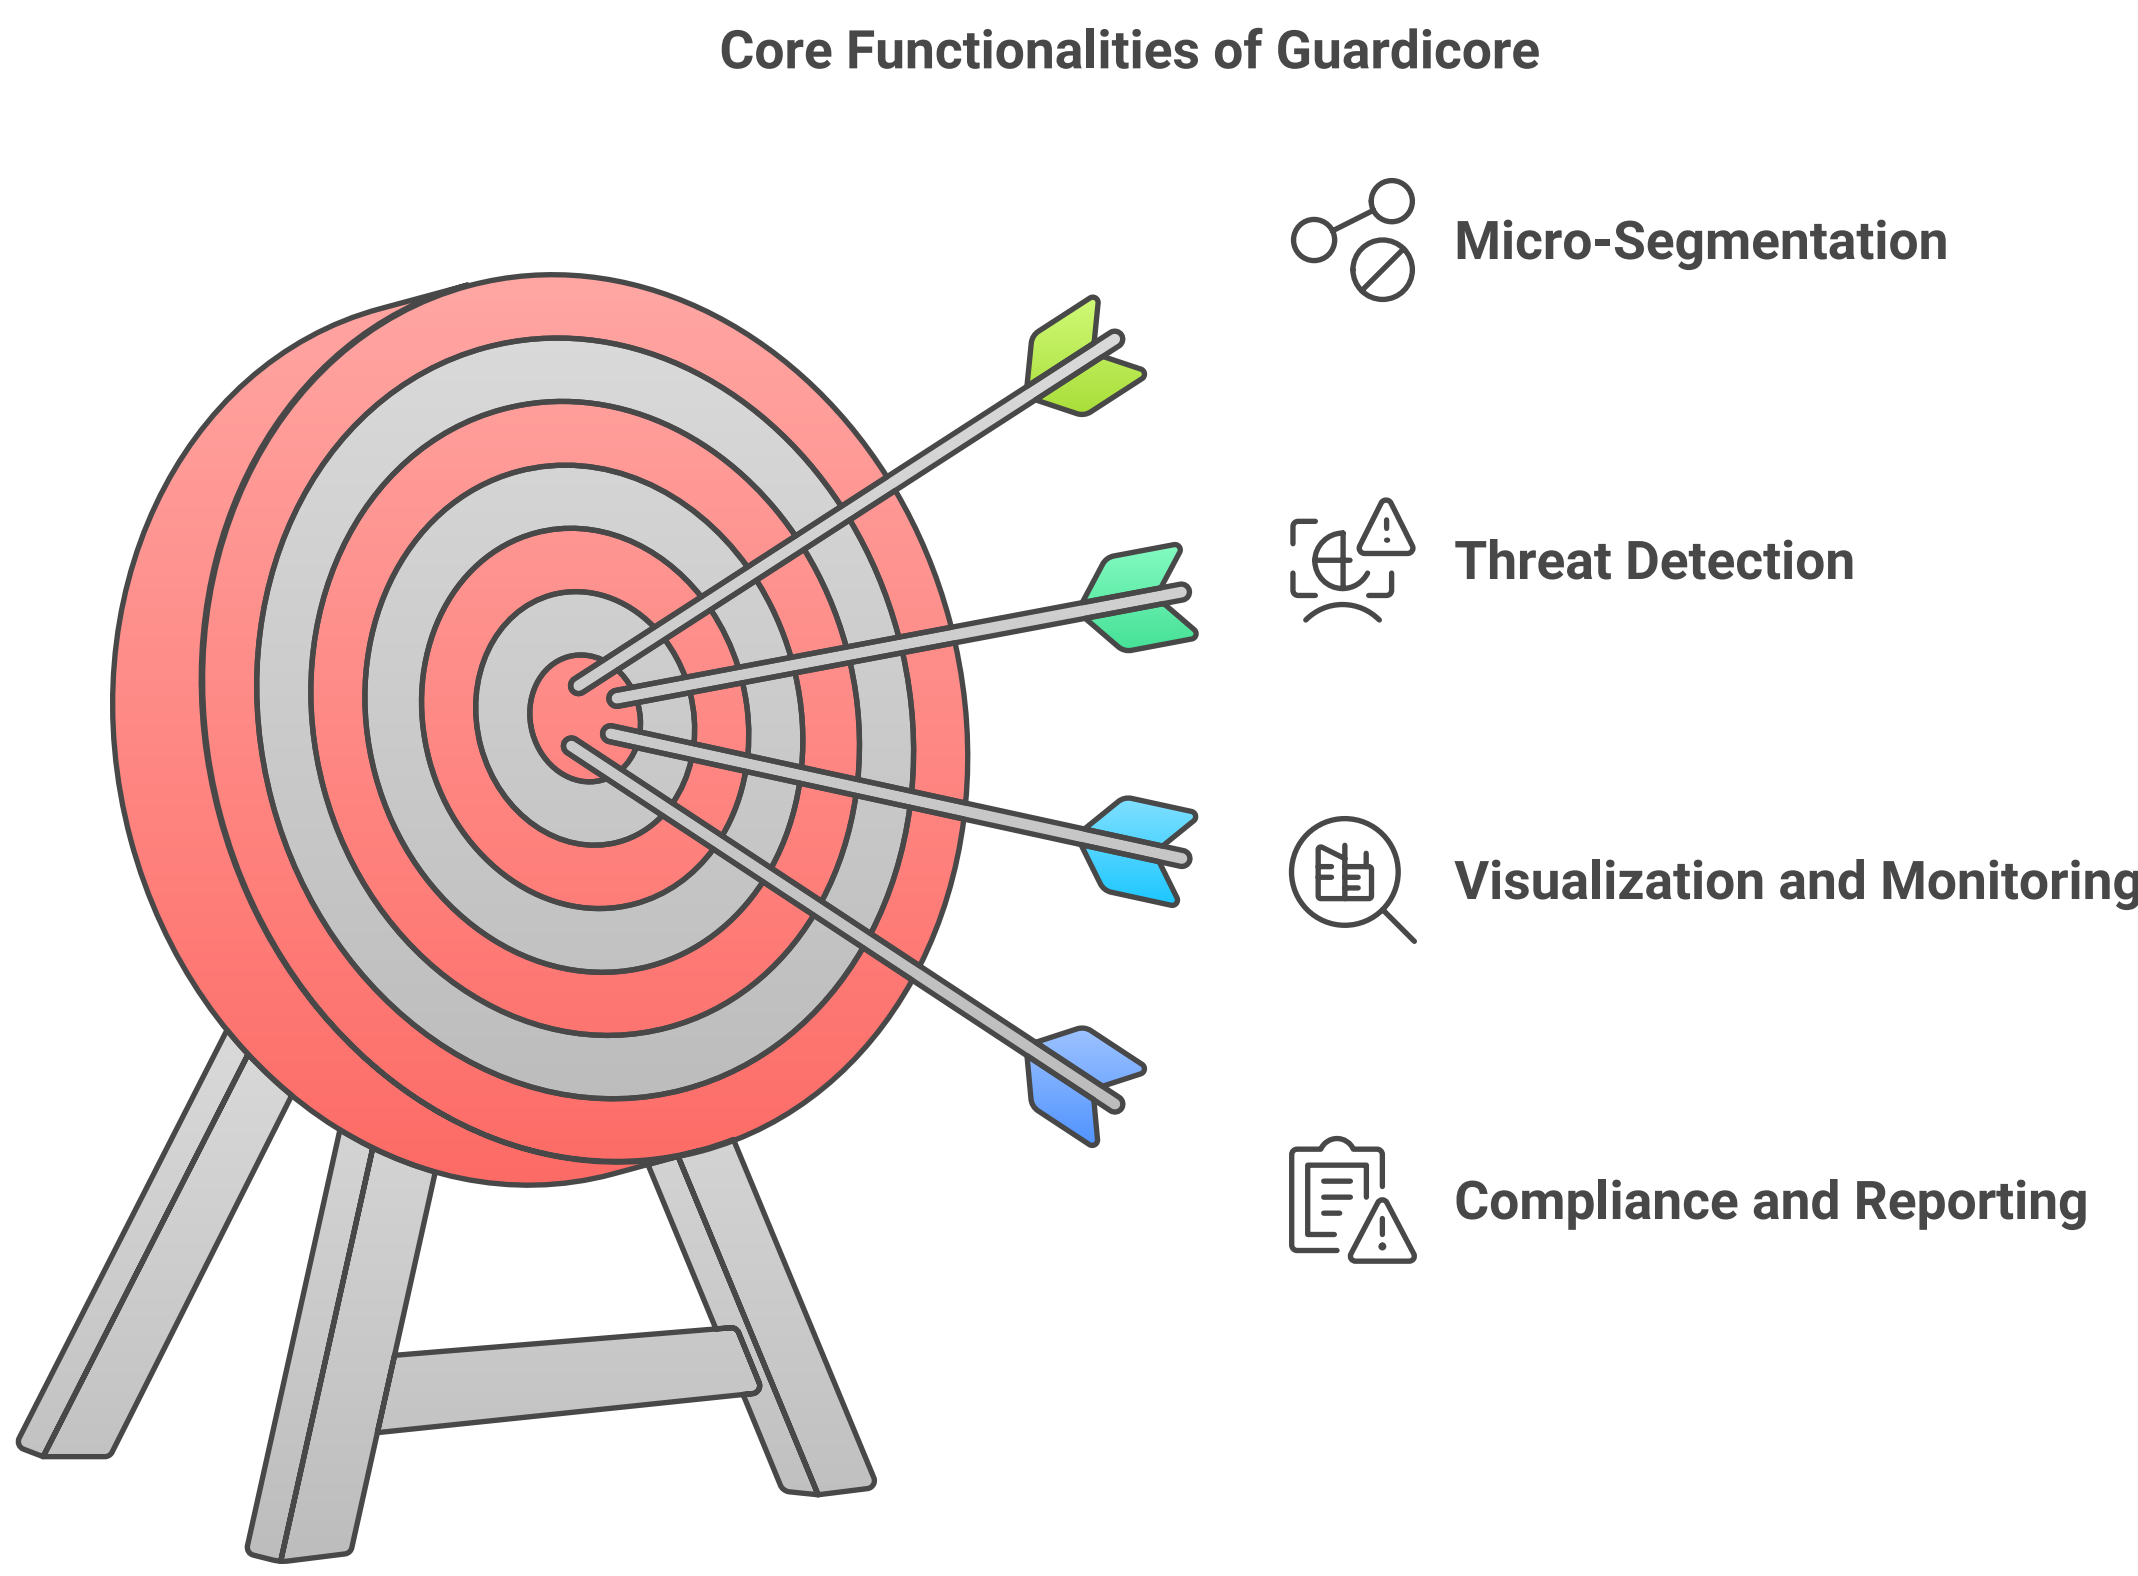 Core Functionalities of Guardicore
Micro-Segmentation
Threat Detection
Visualization and Monitoring
Compliance and Reporting